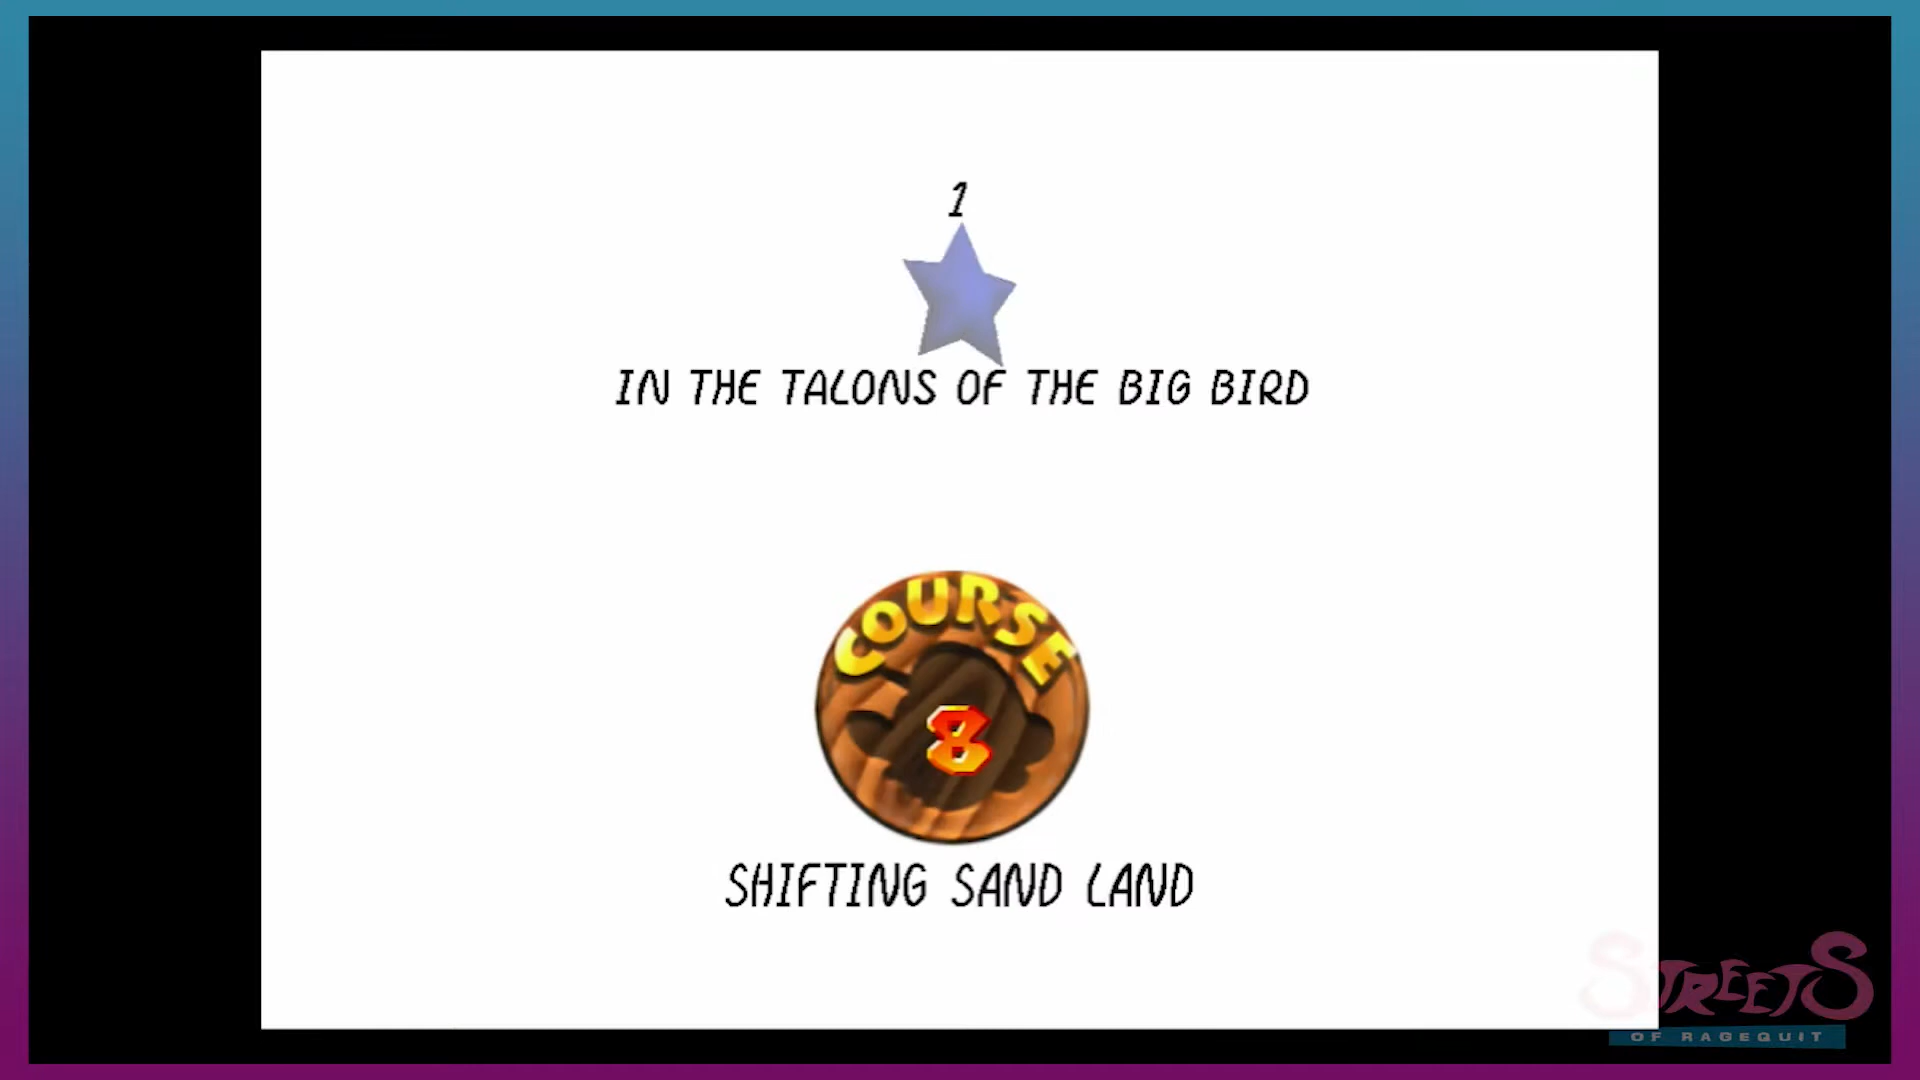 1
IN THE TALONS OF THE BIG BIRD
COURSE
8
SHIFTING SAND LAND
STREETS
OF RAGEQUIT